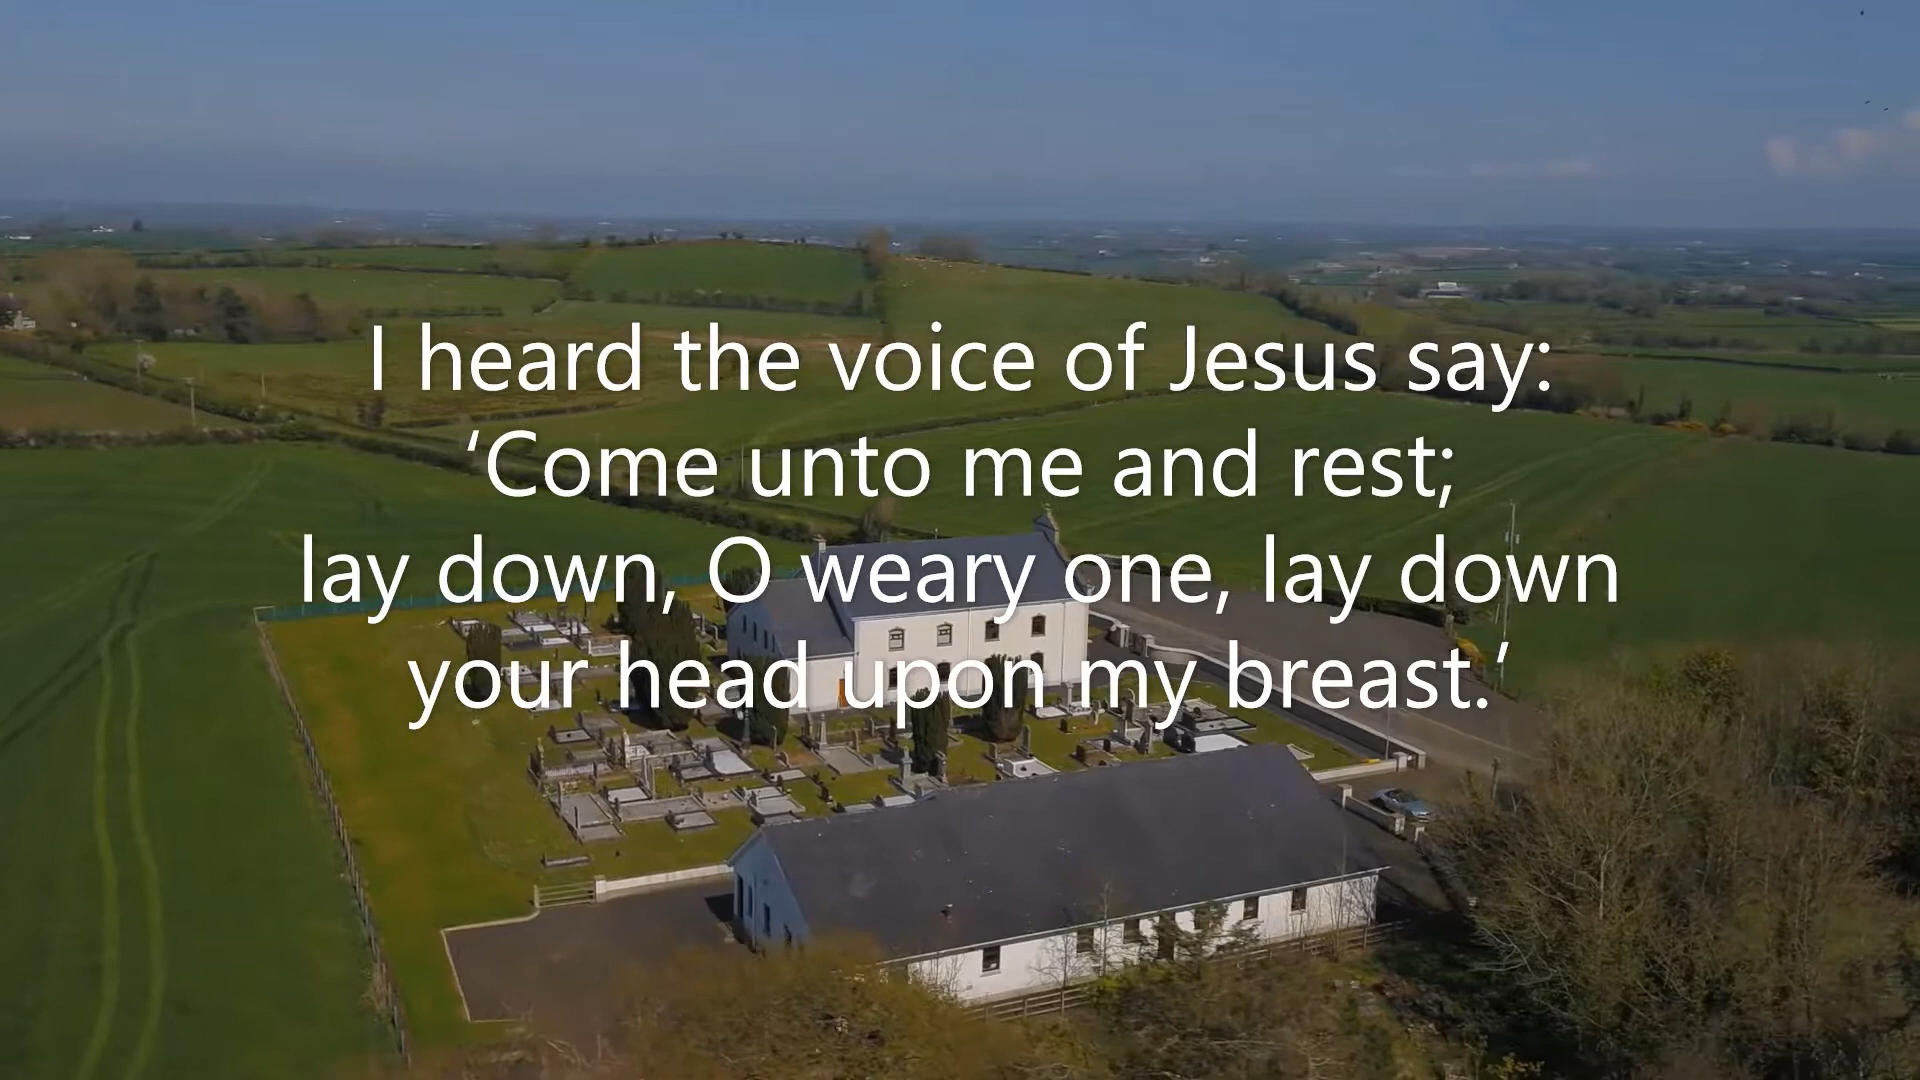 I heard the voice of Jesus say:
‘Come unto me and rest;
lay down, O weary one, lay down
your head upon my breast.’